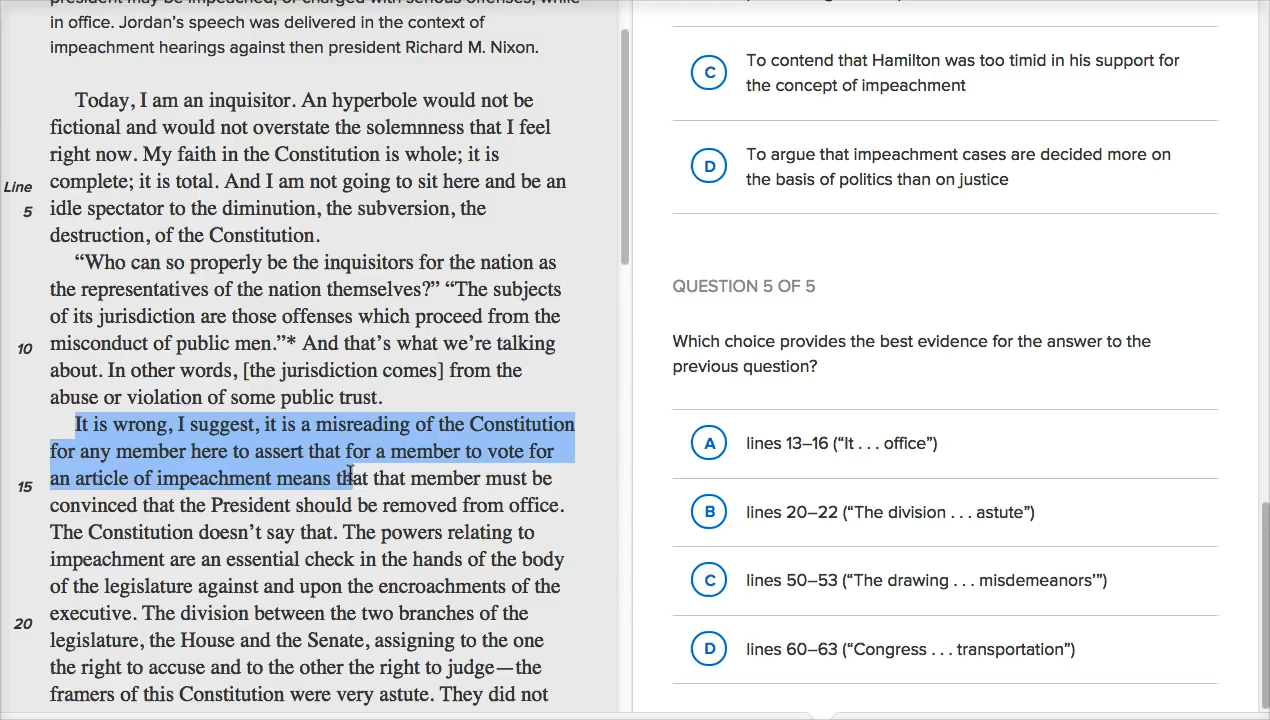 president may be impeached, or charged with serious offenses, while
in office. Jordan's speech was delivered in the context of
impeachment hearings against then president Richard M. Nixon.
Today, I am an inquisitor. An hyperbole would not be
fictional and would not overstate the solemnness that I feel
right now. My faith in the Constitution is whole; it is
Line complete; it is total. And I am not going to sit here and be an
5 idle spectator to the diminution, the subversion, the
destruction, of the Constitution.
“Who can so properly be the inquisitors for the nation as
the representatives of the nation themselves?” “The subjects
of its jurisdiction are those offenses which proceed from the
10 misconduct of public men.”* And that’s what we’re talking
about. In other words, [the jurisdiction comes] from the
abuse or violation of some public trust.
It is wrong, I suggest, it is a misreading of the Constitution
for any member here to assert that for a member to vote for
an article of impeachment means that that member must be
15 convinced that the President should be removed from office.
The Constitution doesn’t say that. The powers relating to
impeachment are an essential check in the hands of the body
of the legislature against and upon the encroachments of the
executive. The division between the two branches of the
20 legislature, the House and the Senate, assigning to the one
the right to accuse and to the other the right to judge—the
framers of this Constitution were very astute. They did not
C To contend that Hamilton was too timid in his support for
the concept of impeachment
D To argue that impeachment cases are decided more on
the basis of politics than on justice
QUESTION 5 OF 5
Which choice provides the best evidence for the answer to the
previous question?
A lines 13–16 (“It . . . office”)
B lines 20–22 (“The division . . . astute”)
C lines 50–53 (“The drawing . . . misdemeanors’”)
D lines 60–63 (“Congress . . . transportation”)